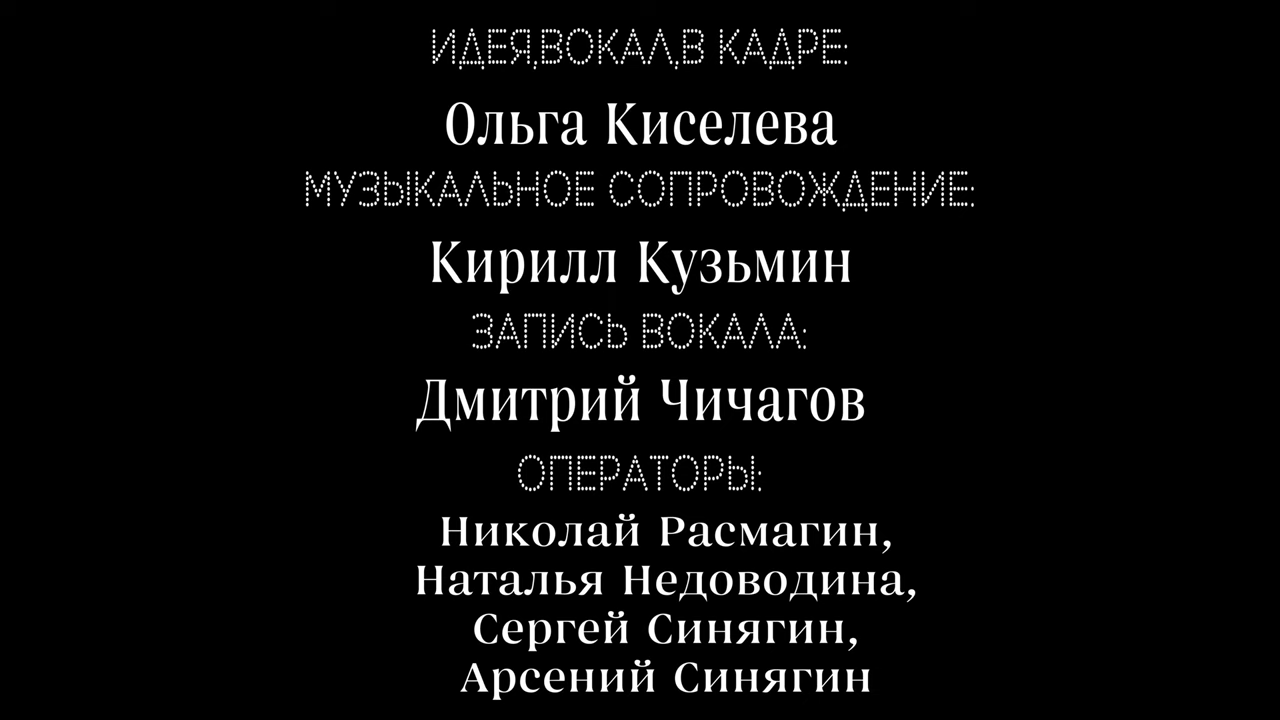 ИДЕЯ,ВОКАЛ,В КАДРЕ:
Ольга Киселева
МУЗЫКАЛЬНОЕ СОПРОВОЖДЕНИЕ:
Кирилл Кузьмин
ЗАПИСЬ ВОКАЛА:
Дмитрий Чичагов
ОПЕРАТОРЫ:
Николай Расмагин,
Наталья Недоводина,
Сергей Синягин,
Арсений Синягин